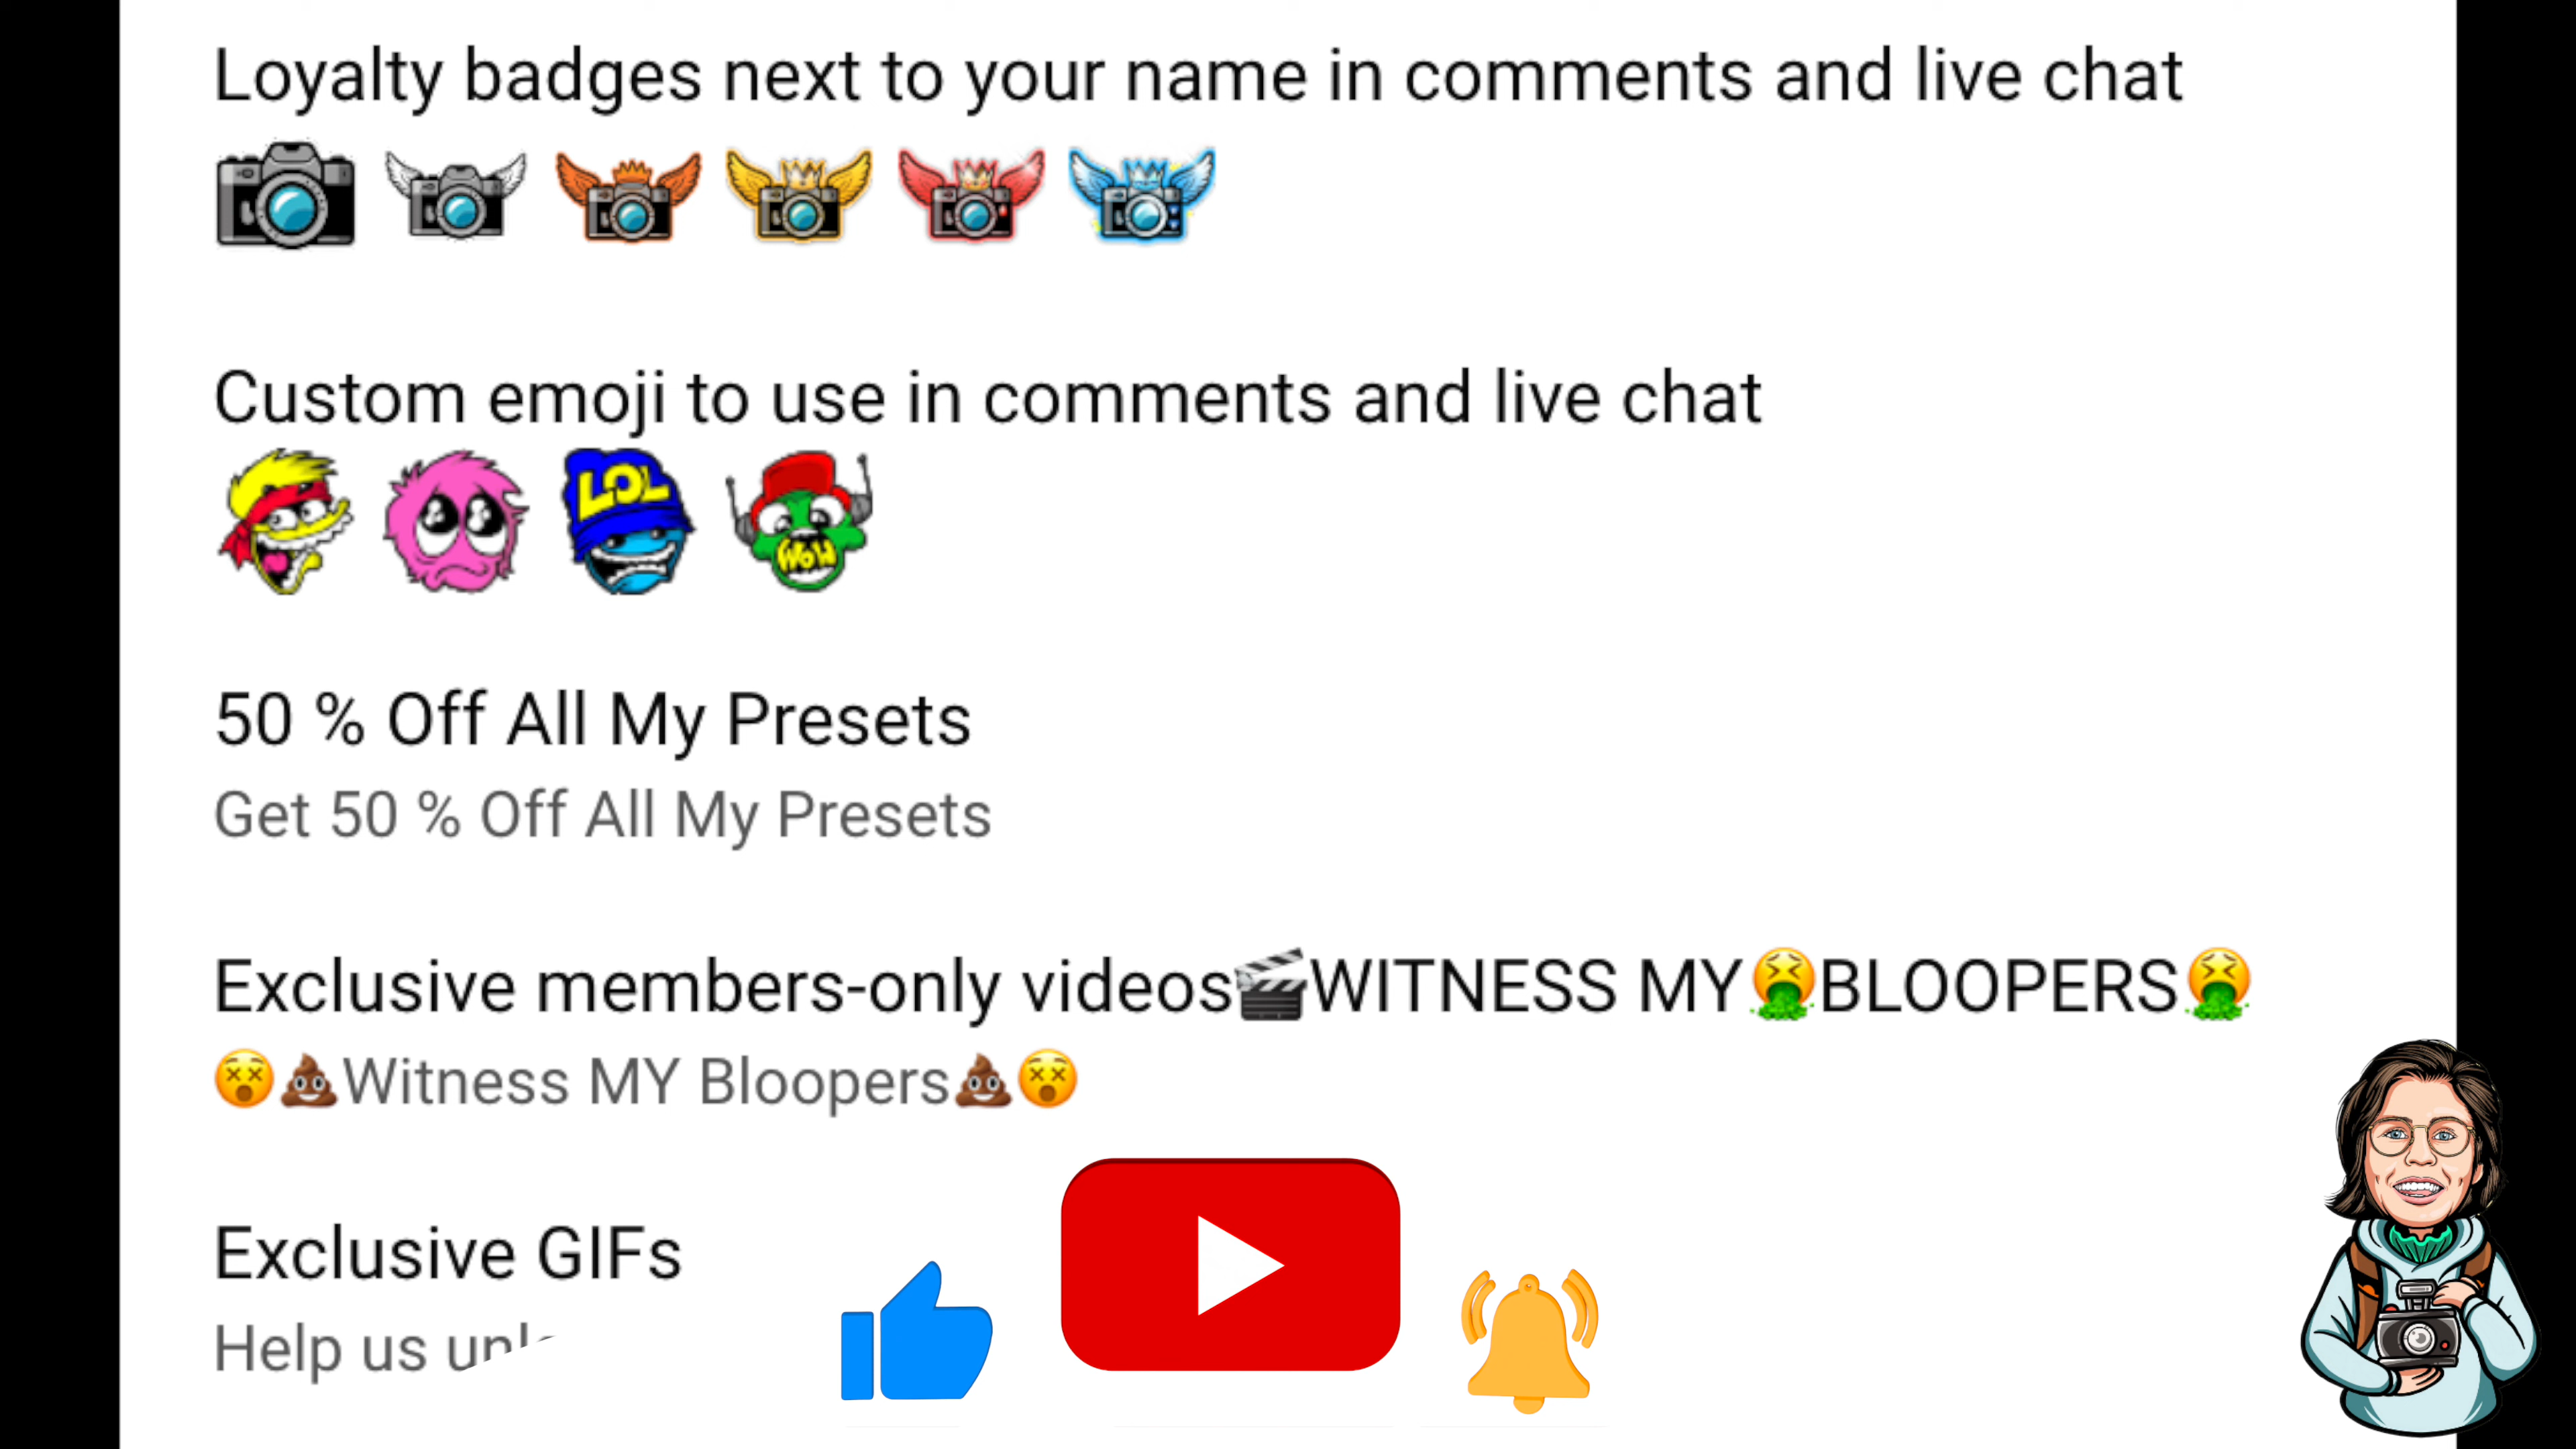 Loyalty badges next to your name in comments and live chat
Custom emoji to use in comments and live chat
LOL
WOW
50 % Off All My Presets
Get 50 % Off All My Presets
Exclusive members-only videos🎬WITNESS MY🤮BLOOPERS🤮
😵💩Witness MY Bloopers💩😵
Exclusive GIFs
Help us